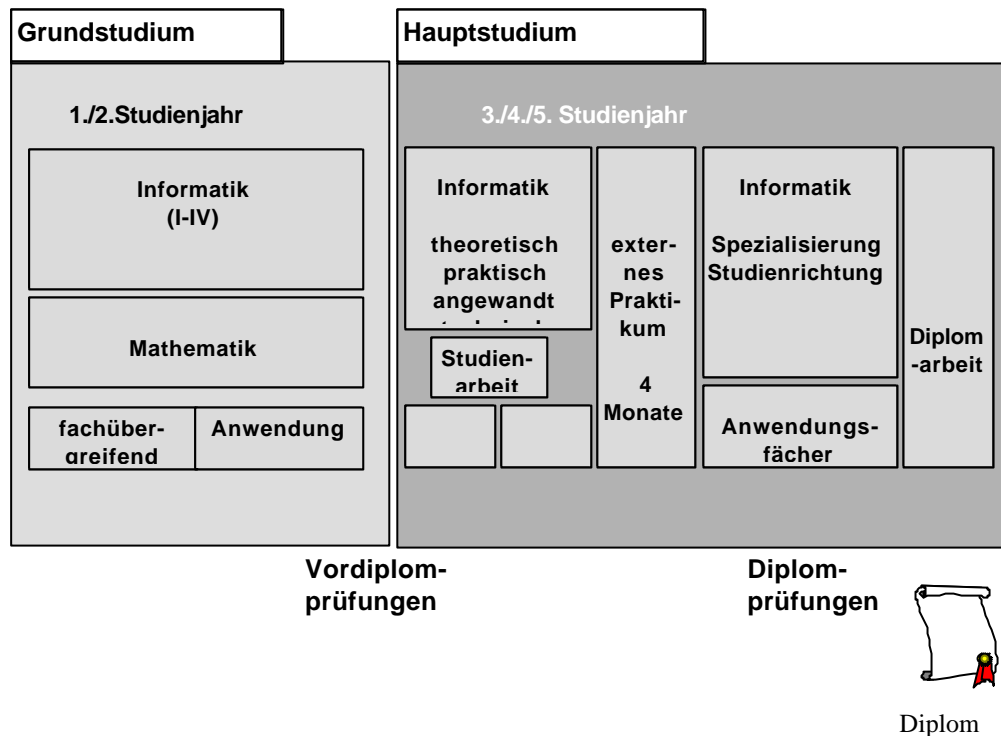 Grundstudium
1./2.Studienjahr
Informatik
(I-IV)
Mathematik
fachüber-
greifend
Anwendung
Hauptstudium
3./4./5. Studienjahr
Informatik
theoretisch
praktisch
angewandt
Studien-
arbeit
exter-
nes
Prakti-
kum
4
Monate
Informatik
Spezialisierung
Studienrichtung
Anwendungs-
fächer
Diplom
-arbeit
Vordiplom-
prüfungen
Diplom-
prüfungen
Diplom